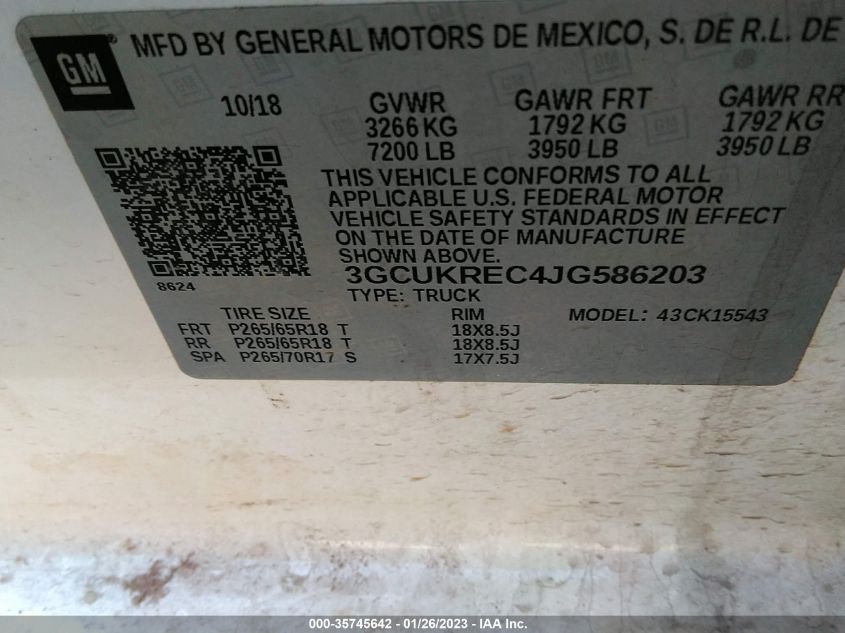 GM
MFD BY GENERAL MOTORS DE MEXICO, S. DE R.L. DE
10/18 GVWR GAWR FRT GAWR RR
3266 KG 1792 KG 1792 KG
7200 LB 3950 LB 3950 LB
THIS VEHICLE CONFORMS TO ALL
APPLICABLE U.S. FEDERAL MOTOR
VEHICLE SAFETY STANDARDS IN EFFECT
ON THE DATE OF MANUFACTURE
SHOWN ABOVE.
3GCUKREC4JG586203
8624
TYPE: TRUCK
TIRE SIZE RIM MODEL: 43CK15543
FRT P265/65R18 T 18X8.5J
RR P265/65R18 T 18X8.5J
SPA P265/70R17 S 17X7.5J
000-35745642 - 01/26/2023 - IAA Inc.